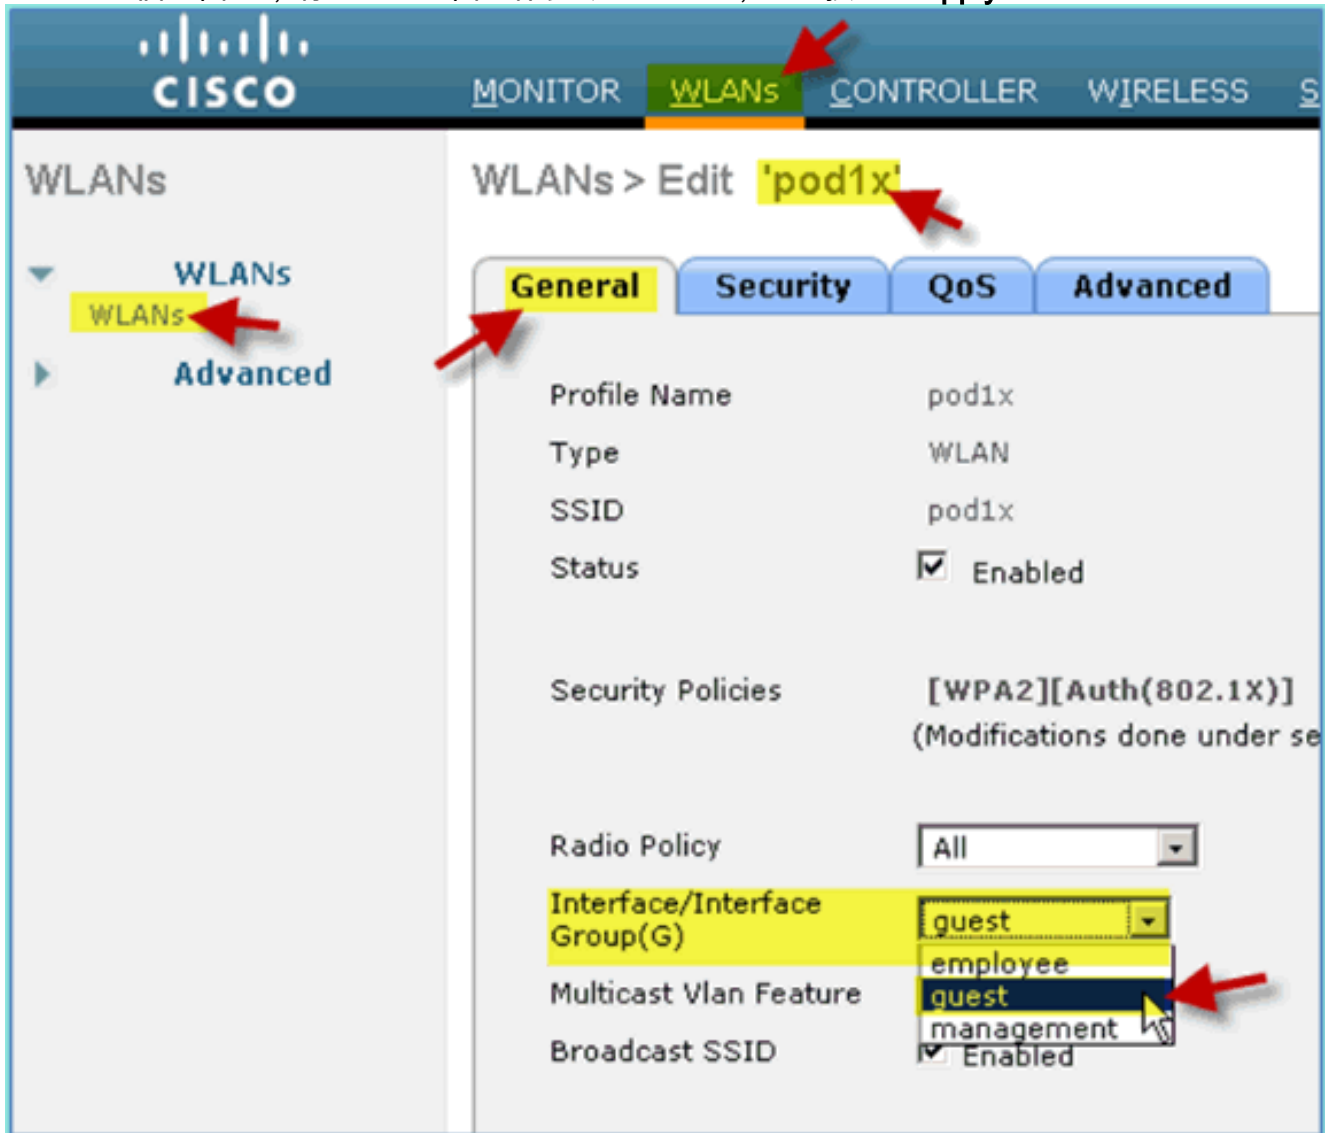 CISCO
MONITOR WLANs CONTROLLER WIRELESS S
WLANs
WLANs
WLANs
Advanced
WLANs > Edit 'pod1x'
General Security QoS Advanced
Profile Name pod1x
Type WLAN
SSID pod1x
Status Enabled
Security Policies [WPA2][Auth(802.1X)]
(Modifications done under se
Radio Policy All
Interface/Interface
Group(G) guest
employee
Multicast Vlan Feature guest
management
Broadcast SSID Enabled